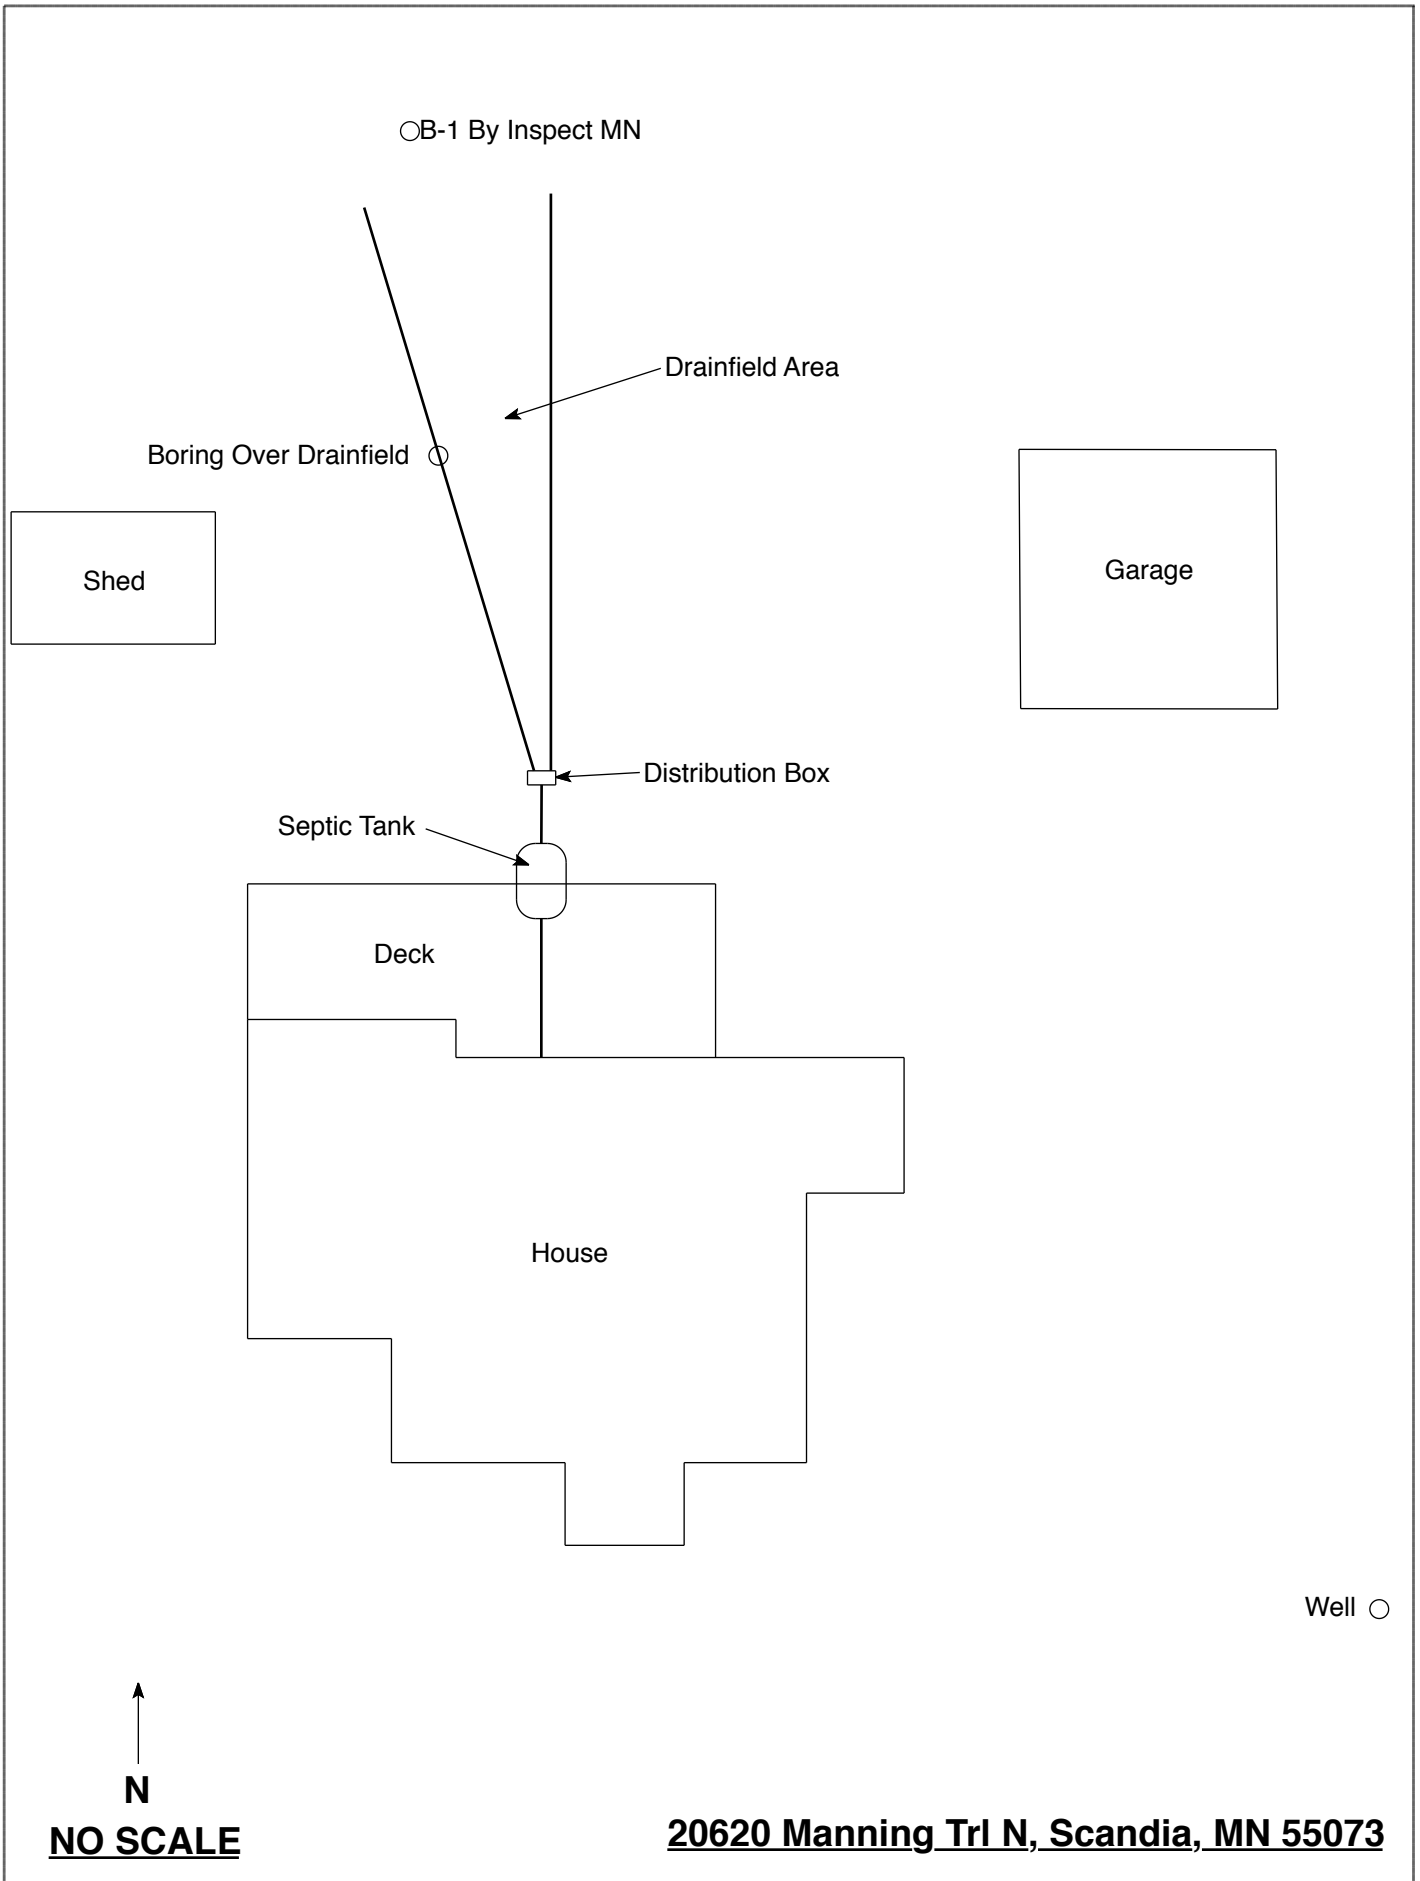 B-1 By Inspect MN
Drainfield Area
Boring Over Drainfield
Shed
Garage
Distribution Box
Septic Tank
Deck
House
Well
N
NO SCALE
20620 Manning Trl N, Scandia, MN 55073